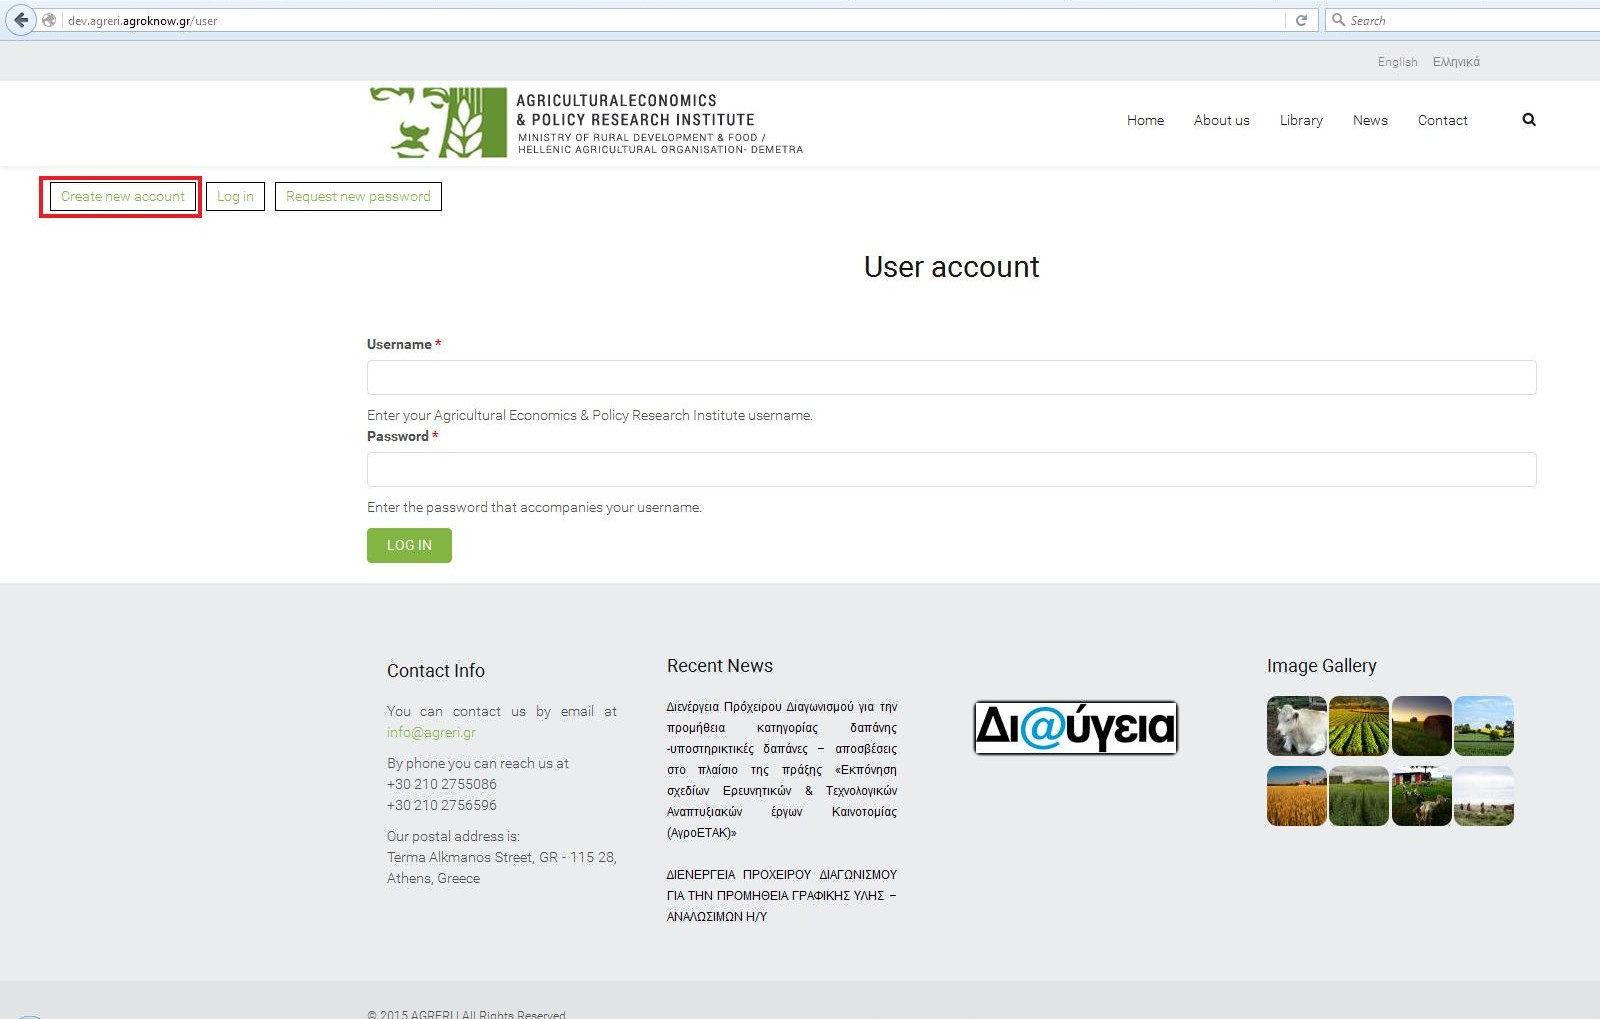 dev.agreri.agroknow.gr/user
Search
English Ελληνικά
AGRICULTURALECONOMICS
& POLICY RESEARCH INSTITUTE
MINISTRY OF RURAL DEVELOPMENT & FOOD /
HELLENIC AGRICULTURAL ORGANISATION- DEMETRA
Home About us Library News Contact
Create new account Log in Request new password
User account
Username *
Enter your Agricultural Economics & Policy Research Institute username.
Password *
Enter the password that accompanies your username.
LOG IN
Contact Info
You can contact us by email at
info@agreri.gr
By phone you can reach us at
+30 210 2755086
+30 210 2756596
Our postal address is:
Terma Alkmanos Street, GR - 115 28,
Athens, Greece
Recent News
Διενέργεια Πρόχειρου Διαγωνισμού για την
προμήθεια κατηγορίας δαπάνης
-υποστηρικτικές δαπάνες – αποσβέσεις
στο πλαίσιο της πράξης «Εκπόνηση
σχεδίων Ερευνητικών & Τεχνολογικών
Αναπτυξιακών έργων Καινοτομίας
(ΑγροΕΤΑΚ)»
ΔΙΕΝΕΡΓΕΙΑ ΠΡΟΧΕΙΡΟΥ ΔΙΑΓΩΝΙΣΜΟΥ
ΓΙΑ ΤΗΝ ΠΡΟΜΗΘΕΙΑ ΓΡΑΦΙΚΗΣ ΥΛΗΣ –
ΑΝΑΛΩΣΙΜΩΝ Η/Υ
Δι@ύγεια
Image Gallery
© 2015 AGRERI | All Rights Reserved